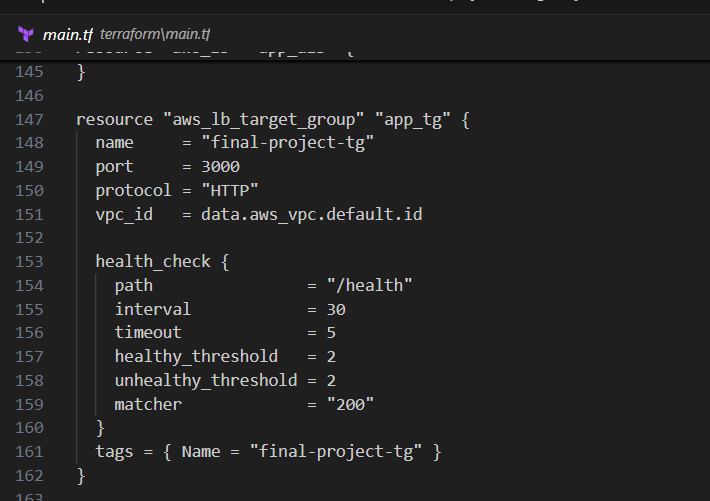 main.tf terraform\main.tf
145 }
146
147 resource "aws_lb_target_group" "app_tg" {
148   name     = "final-project-tg"
149   port     = 3000
150   protocol = "HTTP"
151   vpc_id   = data.aws_vpc.default.id
152
153   health_check {
154     path                = "/health"
155     interval            = 30
156     timeout             = 5
157     healthy_threshold   = 2
158     unhealthy_threshold = 2
159     matcher             = "200"
160   }
161   tags = { Name = "final-project-tg" }
162 }
163